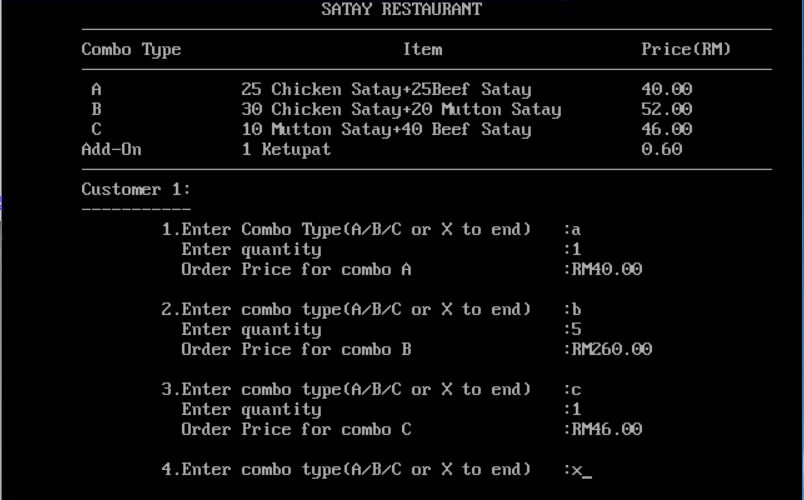 SATAY RESTAURANT
Combo Type Item Price(RM)
A 25 Chicken Satay+25Beef Satay 40.00
B 30 Chicken Satay+20 Mutton Satay 52.00
C 10 Mutton Satay+40 Beef Satay 46.00
Add-On 1 Ketupat 0.60
Customer 1:
-----------
1.Enter Combo Type(A/B/C or X to end) :a
Enter quantity :1
Order Price for combo A :RM40.00
2.Enter combo type(A/B/C or X to end) :b
Enter quantity :5
Order Price for combo B :RM260.00
3.Enter combo type(A/B/C or X to end) :c
Enter quantity :1
Order Price for combo C :RM46.00
4.Enter combo type(A/B/C or X to end) :x_